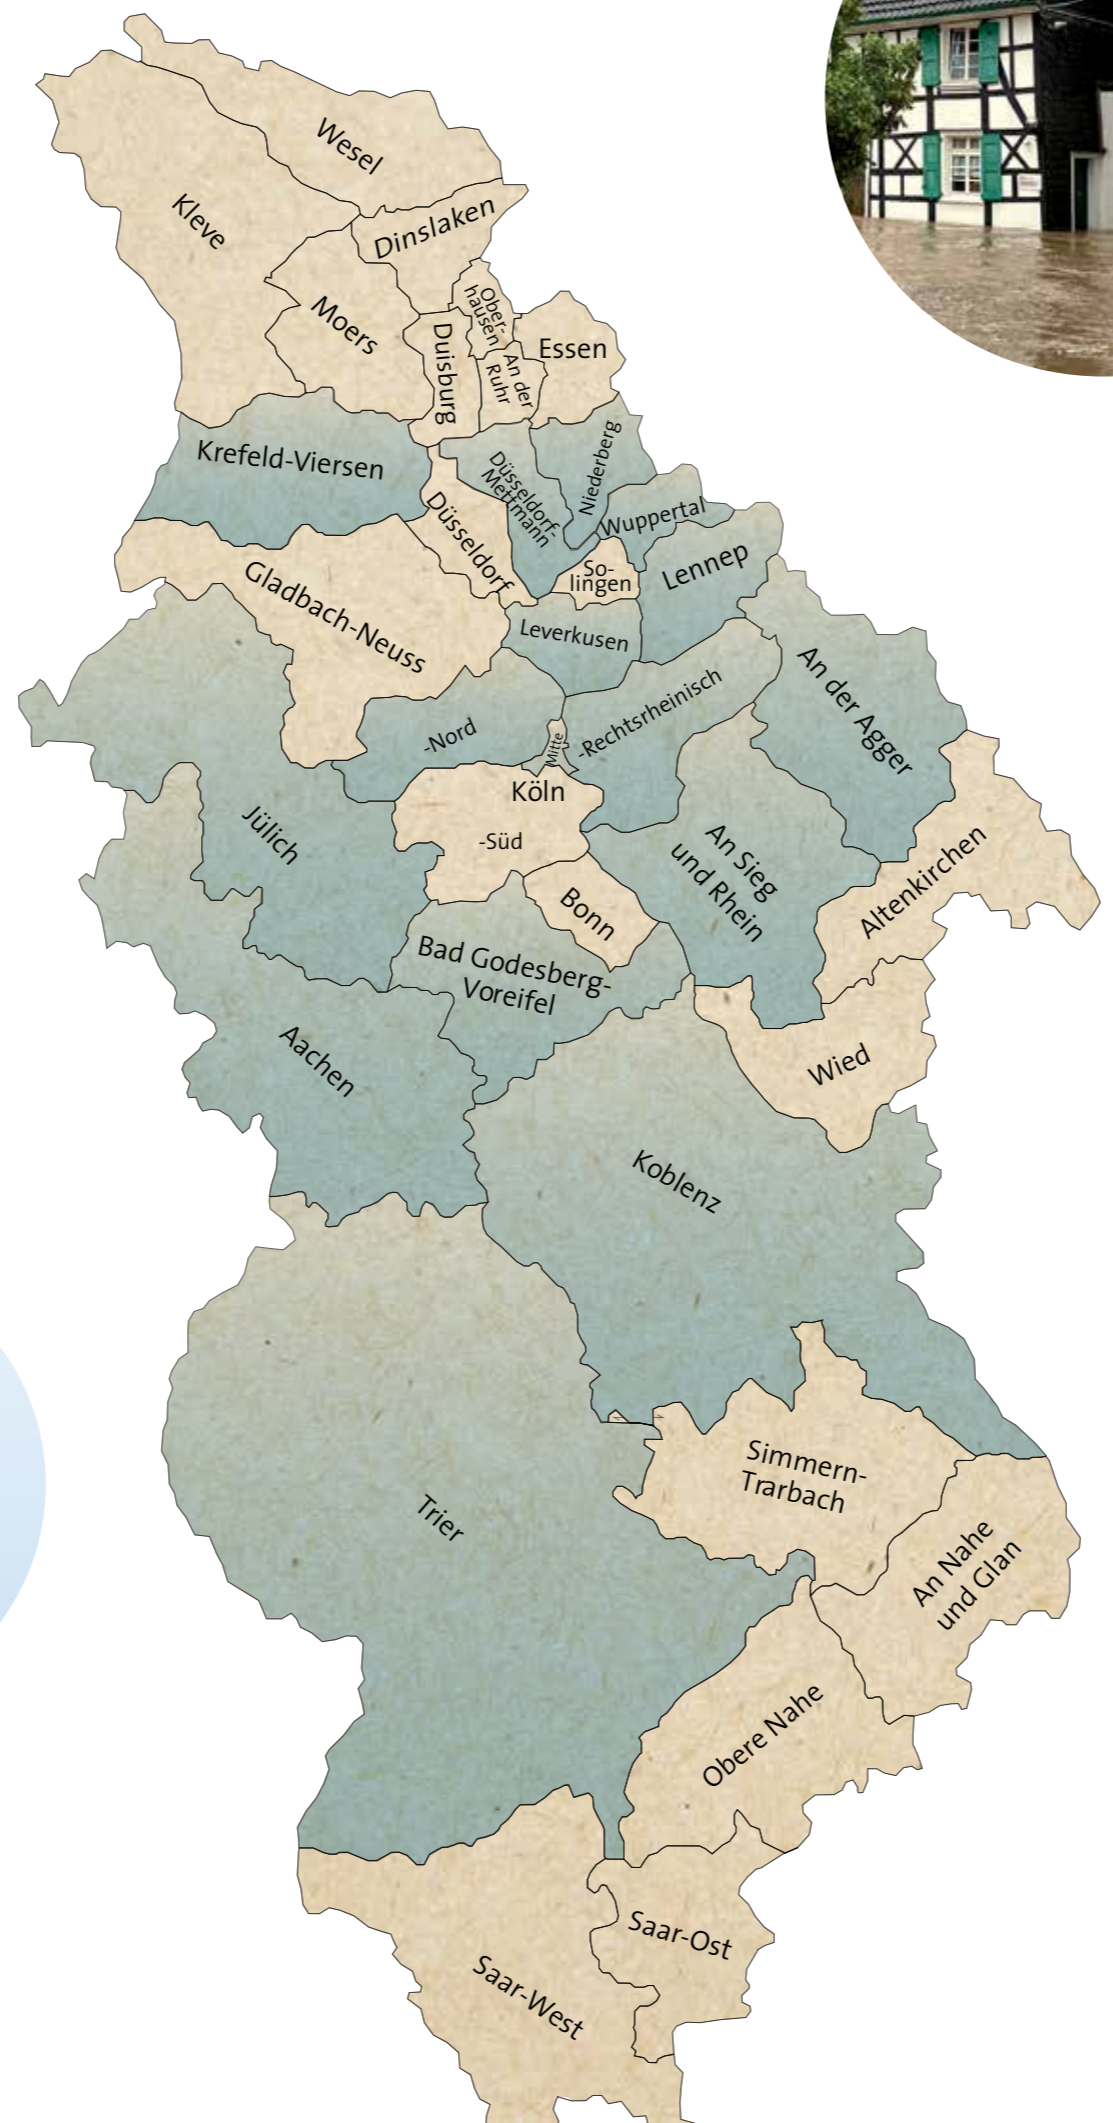 Wesel
Kleve
Dinslaken
Moers
Ober-
hausen
Duisburg
An der
Ruhr
Essen
Krefeld-Viersen
Düsseldorf-
Mettmann
Niederberg
Wuppertal
Düsseldorf
So-
lingen
Lennep
Gladbach-Neuss
Leverkusen
An der Agger
-Nord
Mitte
-Rechtsrheinisch
Köln
-Süd
Jülich
An Sieg
und Rhein
Altenkirchen
Bonn
Bad Godesberg-
Voreifel
Aachen
Wied
Koblenz
Simmern-
Trarbach
Trier
An Nahe
und Glan
Obere Nahe
Saar-Ost
Saar-West